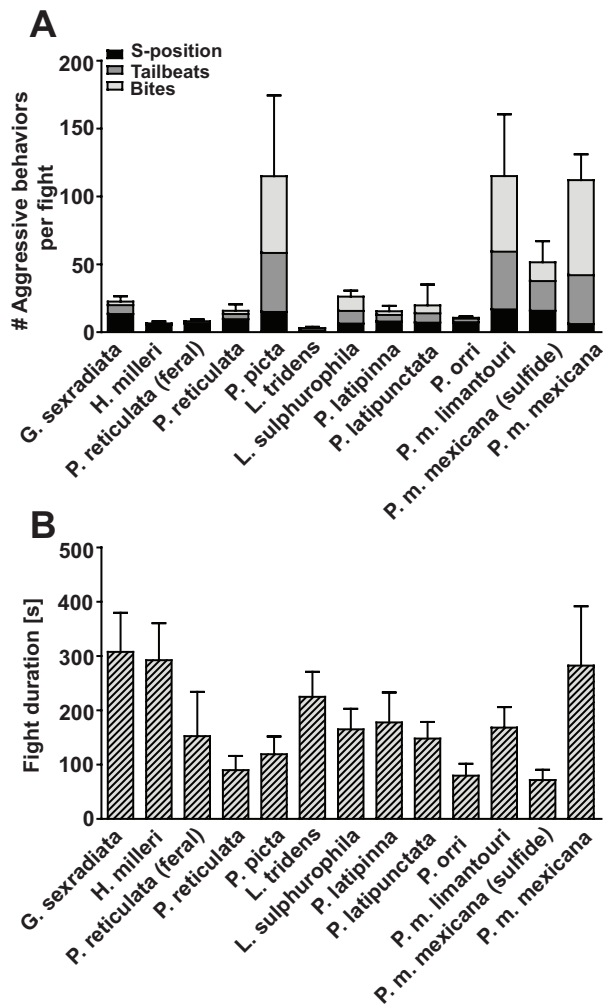 A
S-position
Tailbeats
Bites
# Aggressive behaviors
per fight
200
150
100
50
0
G. sexradiata
H. milleri
P. reticulata (feral)
P. reticulata
P. picta
L. tridens
L. sulphurophila
P. latipinna
P. latipunctata
P. orri
P. m. limantouri
P. m. mexicana (sulfide)
P. m. mexicana
B
Fight duration [s]
500
400
300
200
100
0
G. sexradiata
H. milleri
P. reticulata (feral)
P. reticulata
P. picta
L. tridens
L. sulphurophila
P. latipinna
P. latipunctata
P. orri
P. m. limantouri
P. m. mexicana (sulfide)
P. m. mexicana